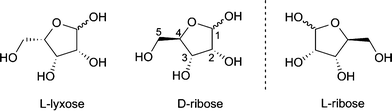 O OH O OH HO O
HO 5 4 1 OH
HO 3 2
HO OH HO OH HO OH
L-lyxose D-ribose L-ribose